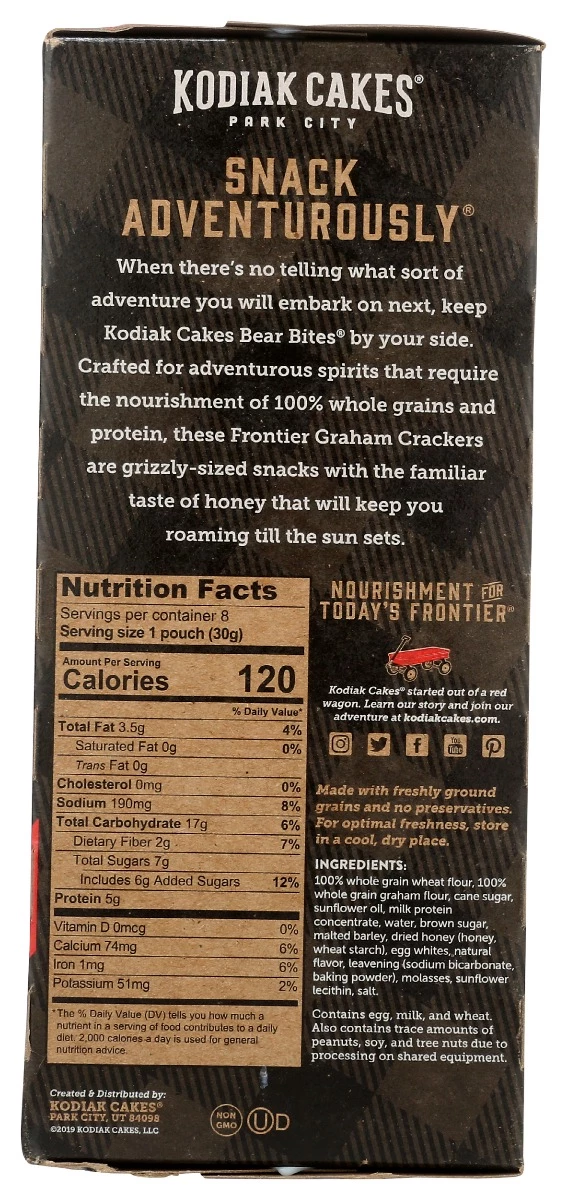 KODIAK CAKES®
PARK CITY
SNACK
ADVENTUROUSLY®
When there's no telling what sort of
adventure you will embark on next, keep
Kodiak Cakes Bear Bites® by your side.
Crafted for adventurous spirits that require
the nourishment of 100% whole grains and
protein, these Frontier Graham Crackers
are grizzly-sized snacks with the familiar
taste of honey that will keep you
roaming till the sun sets.
Nutrition Facts
Servings per container 8
Serving size 1 pouch (30g)
Amount Per Serving
Calories 120
% Daily Value*
Total Fat 3.5g 4%
Saturated Fat 0g 0%
Trans Fat 0g
Cholesterol 0mg 0%
Sodium 190mg 8%
Total Carbohydrate 17g 6%
Dietary Fiber 2g 7%
Total Sugars 7g
Includes 6g Added Sugars 12%
Protein 5g
Vitamin D 0mcg 0%
Calcium 74mg 6%
Iron 1mg 6%
Potassium 51mg 2%
*The % Daily Value (DV) tells you how much a
nutrient in a serving of food contributes to a daily
diet. 2,000 calories a day is used for general
nutrition advice.
NOURISHMENT FOR
TODAY'S FRONTIER®
Kodiak Cakes® started out of a red
wagon. Learn our story and join our
adventure at kodiakcakes.com.
You
Tube
Made with freshly ground
grains and no preservatives.
For optimal freshness, store
in a cool, dry place.
INGREDIENTS:
100% whole grain wheat flour, 100%
whole grain graham flour, cane sugar,
sunflower oil, milk protein
concentrate, water, brown sugar,
malted barley, dried honey (honey,
wheat starch), egg whites, natural
flavor, leavening (sodium bicarbonate,
baking powder), molasses, sunflower
lecithin, salt.
Contains egg, milk, and wheat.
Also contains trace amounts of
peanuts, soy, and tree nuts due to
processing on shared equipment.
Created & Distributed by:
KODIAK CAKES®
PARK CITY, UT 84098
©2019 KODIAK CAKES, LLC
NON
GMO
U D